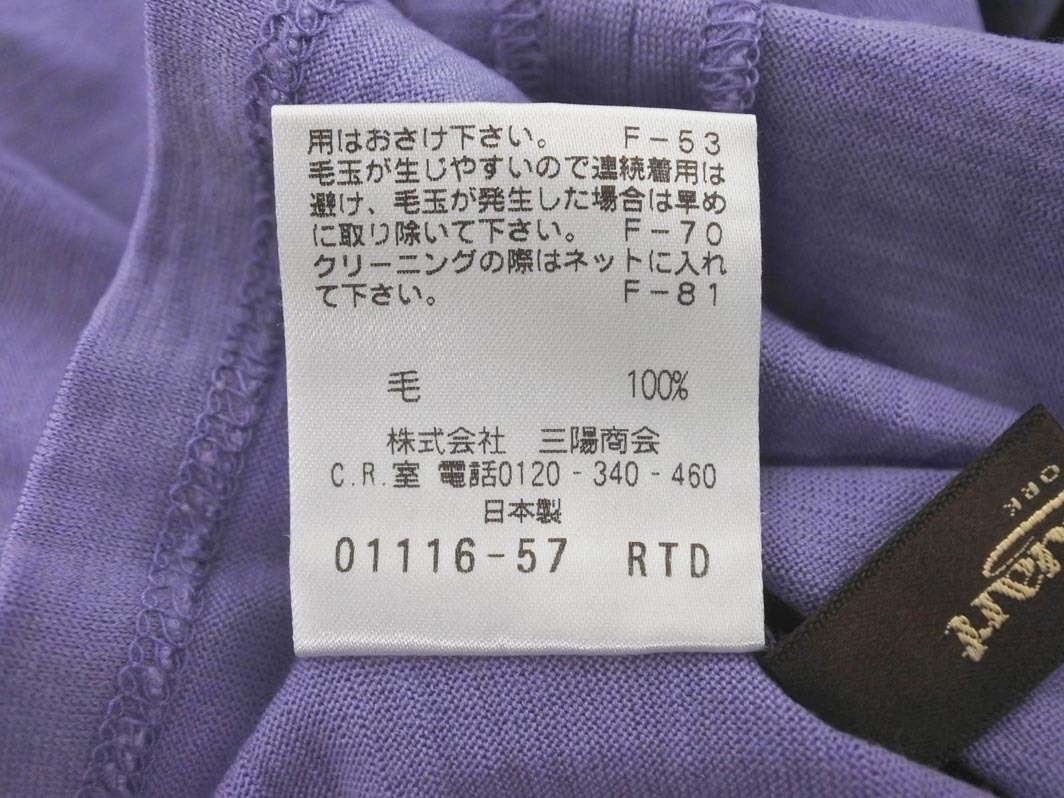 用はおさけ下さい。 F-53
毛玉が生じやすいので連続着用は
避け、毛玉が発生した場合は早め
に取り除いて下さい。 F-70
クリーニングの際はネットに入れ
て下さい。 F-81
毛 100%
株式会社 三陽商会
C.R.室 電話0120-340-460
日本製
01116-57 RTD